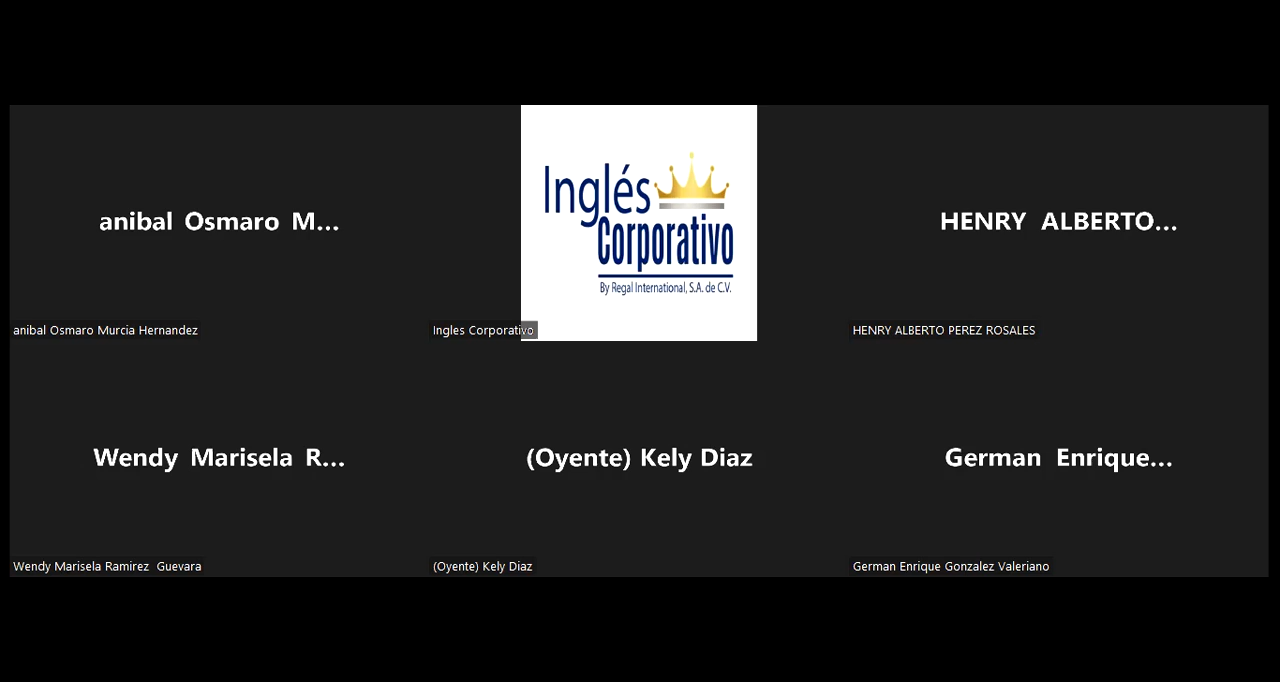 anibal Osmaro M...
anibal Osmaro Murcia Hernandez
Inglés
Corporativo
By Regal International, S.A. de C.V.
Ingles Corporativo
HENRY ALBERTO...
HENRY ALBERTO PEREZ ROSALES
Wendy Marisela R...
Wendy Marisela Ramirez Guevara
(Oyente) Kely Diaz
(Oyente) Kely Diaz
German Enrique...
German Enrique Gonzalez Valeriano